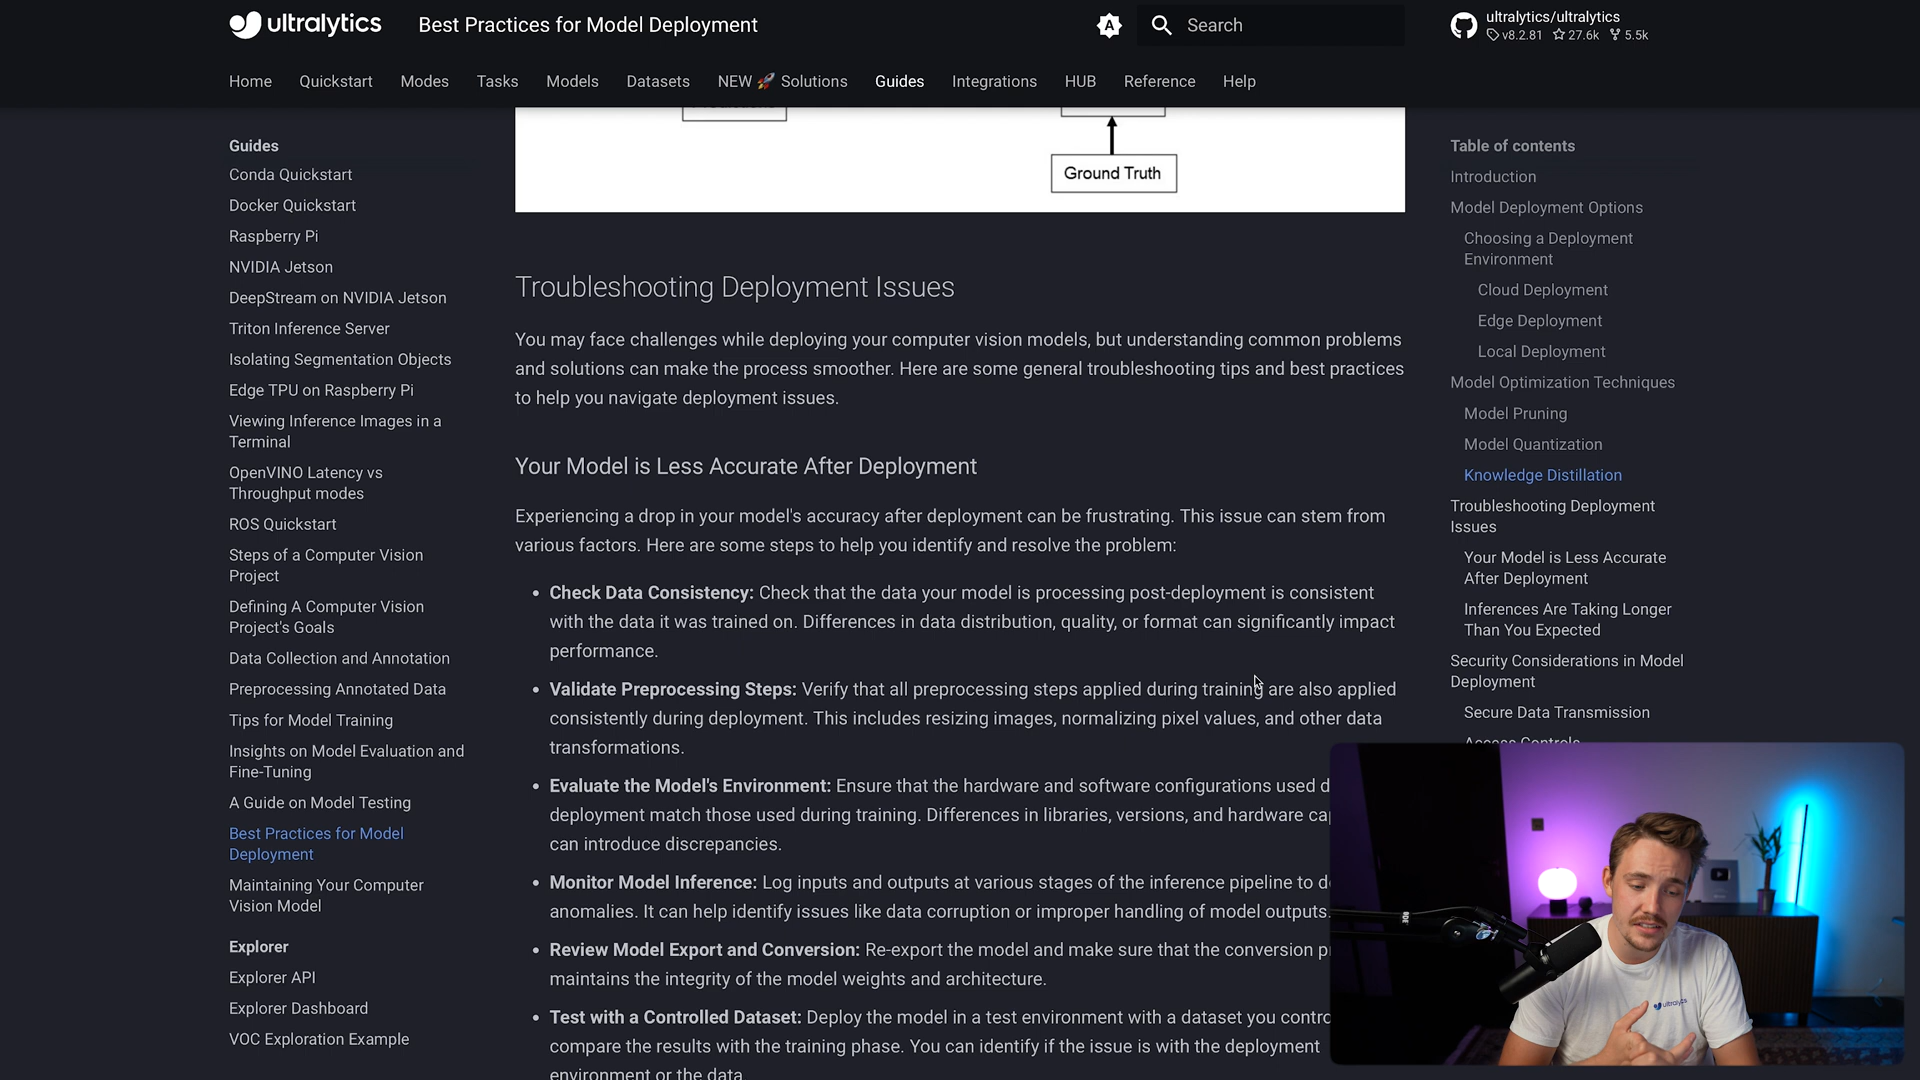 ultralytics
Best Practices for Model Deployment
Search
ultralytics/ultralytics
v8.2.81 27.6k 5.5k
Home Quickstart Modes Tasks Models Datasets NEW 🚀 Solutions Guides Integrations HUB Reference Help
Guides
Conda Quickstart
Docker Quickstart
Raspberry Pi
NVIDIA Jetson
DeepStream on NVIDIA Jetson
Triton Inference Server
Isolating Segmentation Objects
Edge TPU on Raspberry Pi
Viewing Inference Images in a
Terminal
OpenVINO Latency vs
Throughput modes
ROS Quickstart
Steps of a Computer Vision
Project
Defining A Computer Vision
Project's Goals
Data Collection and Annotation
Preprocessing Annotated Data
Tips for Model Training
Insights on Model Evaluation and
Fine-Tuning
A Guide on Model Testing
Best Practices for Model
Deployment
Maintaining Your Computer
Vision Model
Explorer
Explorer API
Explorer Dashboard
VOC Exploration Example
Ground Truth
Troubleshooting Deployment Issues
You may face challenges while deploying your computer vision models, but understanding common problems
and solutions can make the process smoother. Here are some general troubleshooting tips and best practices
to help you navigate deployment issues.
Your Model is Less Accurate After Deployment
Experiencing a drop in your model's accuracy after deployment can be frustrating. This issue can stem from
various factors. Here are some steps to help you identify and resolve the problem:
• Check Data Consistency: Check that the data your model is processing post-deployment is consistent
with the data it was trained on. Differences in data distribution, quality, or format can significantly impact
performance.
• Validate Preprocessing Steps: Verify that all preprocessing steps applied during training are also applied
consistently during deployment. This includes resizing images, normalizing pixel values, and other data
transformations.
• Evaluate the Model's Environment: Ensure that the hardware and software configurations used d
deployment match those used during training. Differences in libraries, versions, and hardware ca
can introduce discrepancies.
• Monitor Model Inference: Log inputs and outputs at various stages of the inference pipeline to d
anomalies. It can help identify issues like data corruption or improper handling of model outputs.
• Review Model Export and Conversion: Re-export the model and make sure that the conversion p
maintains the integrity of the model weights and architecture.
• Test with a Controlled Dataset: Deploy the model in a test environment with a dataset you contro
compare the results with the training phase. You can identify if the issue is with the deployment
environment or the data.
Table of contents
Introduction
Model Deployment Options
Choosing a Deployment
Environment
Cloud Deployment
Edge Deployment
Local Deployment
Model Optimization Techniques
Model Pruning
Model Quantization
Knowledge Distillation
Troubleshooting Deployment
Issues
Your Model is Less Accurate
After Deployment
Inferences Are Taking Longer
Than You Expected
Security Considerations in Model
Deployment
Secure Data Transmission
Access Controls
RØDE
ultralytics